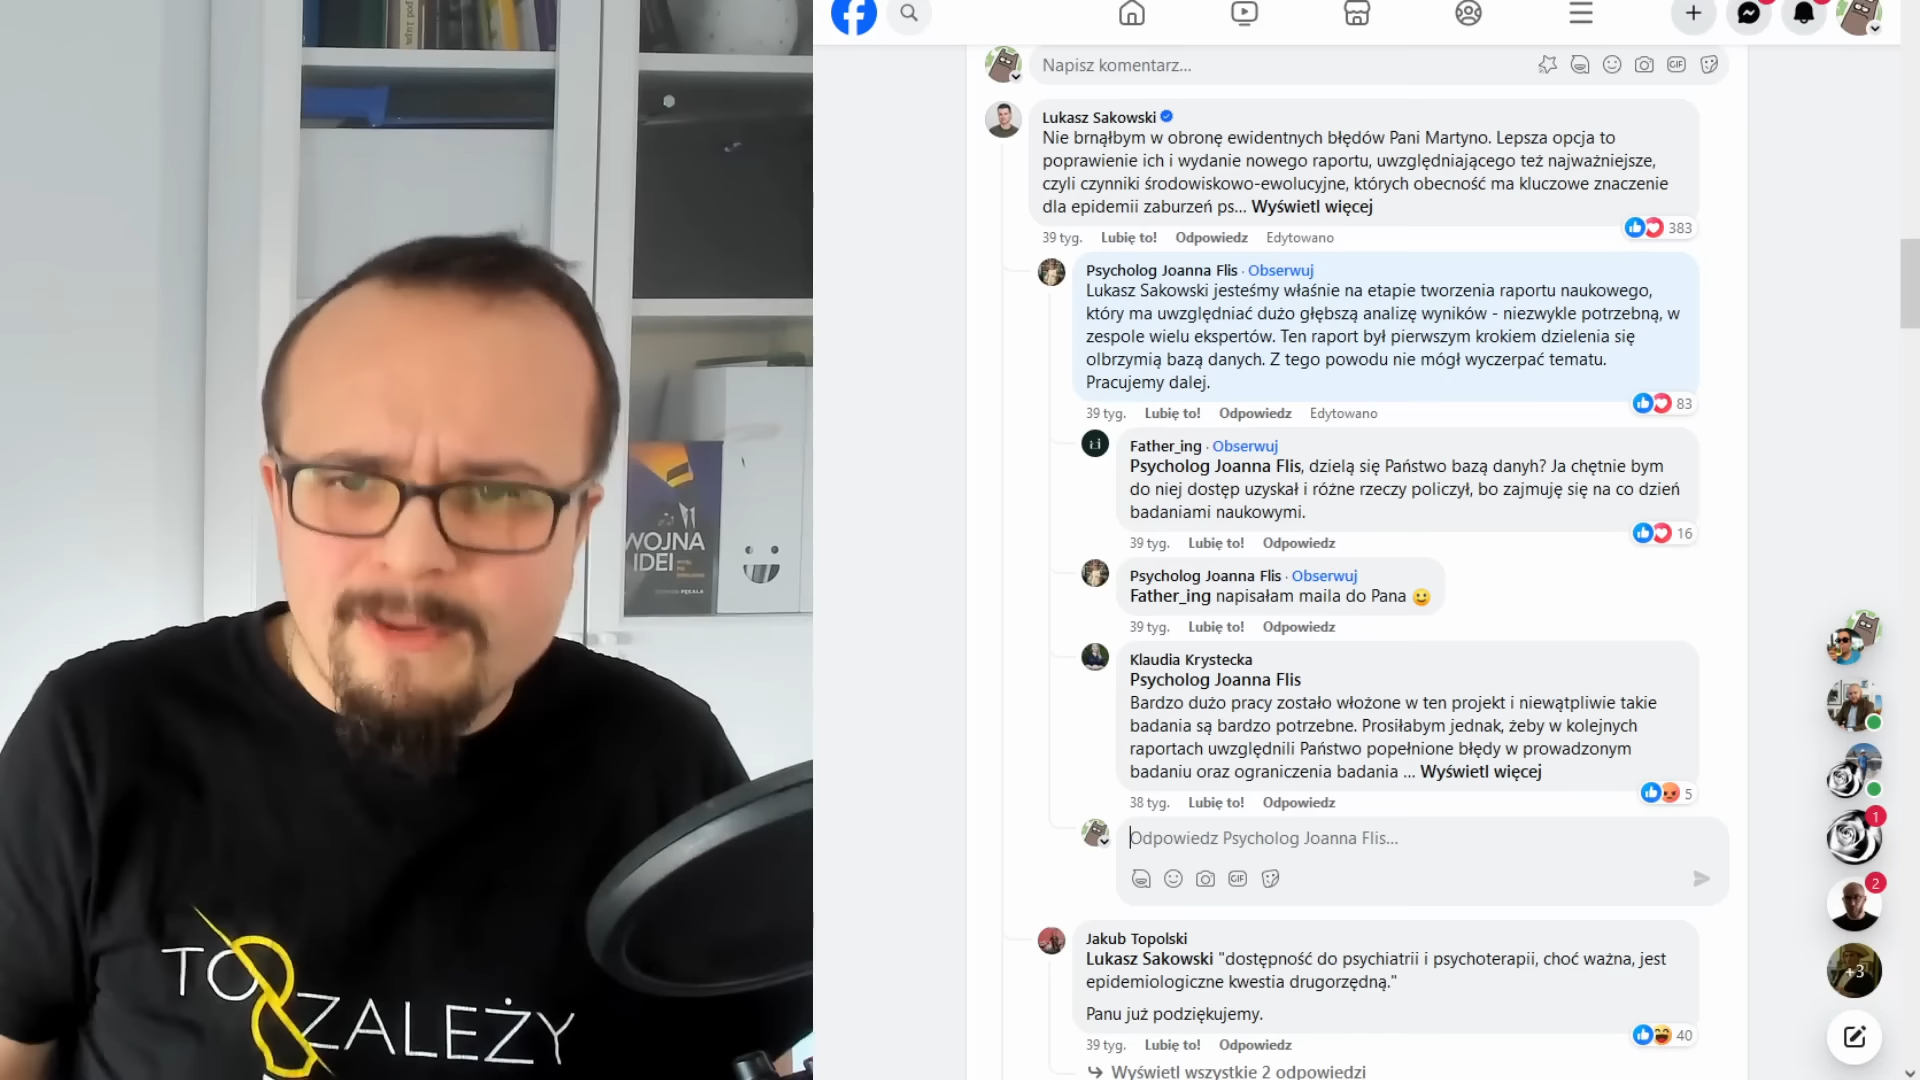 Napisz komentarz...
GIF
Lukasz Sakowski
Nie brnąłbym w obronę ewidentnych błędów Pani Martyno. Lepsza opcja to
poprawienie ich i wydanie nowego raportu, uwzględniającego też najważniejsze,
czyli czynniki środowiskowo-ewolucyjne, których obecność ma kluczowe znaczenie
dla epidemii zaburzeń ps... Wyświetl więcej
383
39 tyg. Lubię to! Odpowiedz Edytowano
Psycholog Joanna Flis · Obserwuj
Lukasz Sakowski jesteśmy właśnie na etapie tworzenia raportu naukowego,
który ma uwzględniać dużo głębszą analizę wyników - niezwykle potrzebną, w
zespole wielu ekspertów. Ten raport był pierwszym krokiem dzielenia się
olbrzymią bazą danych. Z tego powodu nie mógł wyczerpać tematu.
Pracujemy dalej.
83
39 tyg. Lubię to! Odpowiedz Edytowano
Father_ing · Obserwuj
Psycholog Joanna Flis, dzielą się Państwo bazą danyh? Ja chętnie bym
do niej dostęp uzyskał i różne rzeczy policzył, bo zajmuję się na co dzień
badaniami naukowymi.
16
39 tyg. Lubię to! Odpowiedz
Psycholog Joanna Flis · Obserwuj
Father_ing napisałam maila do Pana
39 tyg. Lubię to! Odpowiedz
Klaudia Krystecka
Psycholog Joanna Flis
Bardzo dużo pracy zostało włożone w ten projekt i niewątpliwie takie
badania są bardzo potrzebne. Prosiłabym jednak, żeby w kolejnych
raportach uwzględnili Państwo popełnione błędy w prowadzonym
badaniu oraz ograniczenia badania ... Wyświetl więcej
5
38 tyg. Lubię to! Odpowiedz
Odpowiedz Psycholog Joanna Flis...
GIF
Jakub Topolski
Lukasz Sakowski "dostępność do psychiatrii i psychoterapii, choć ważna, jest
epidemiologiczne kwestia drugorzędną."
Panu już podziękujemy.
40
39 tyg. Lubię to! Odpowiedz
Wyświetl wszystkie 2 odpowiedzi
1
2
+3
WOJNA
IDEI
PĘKALA
TO
ZALEŻY